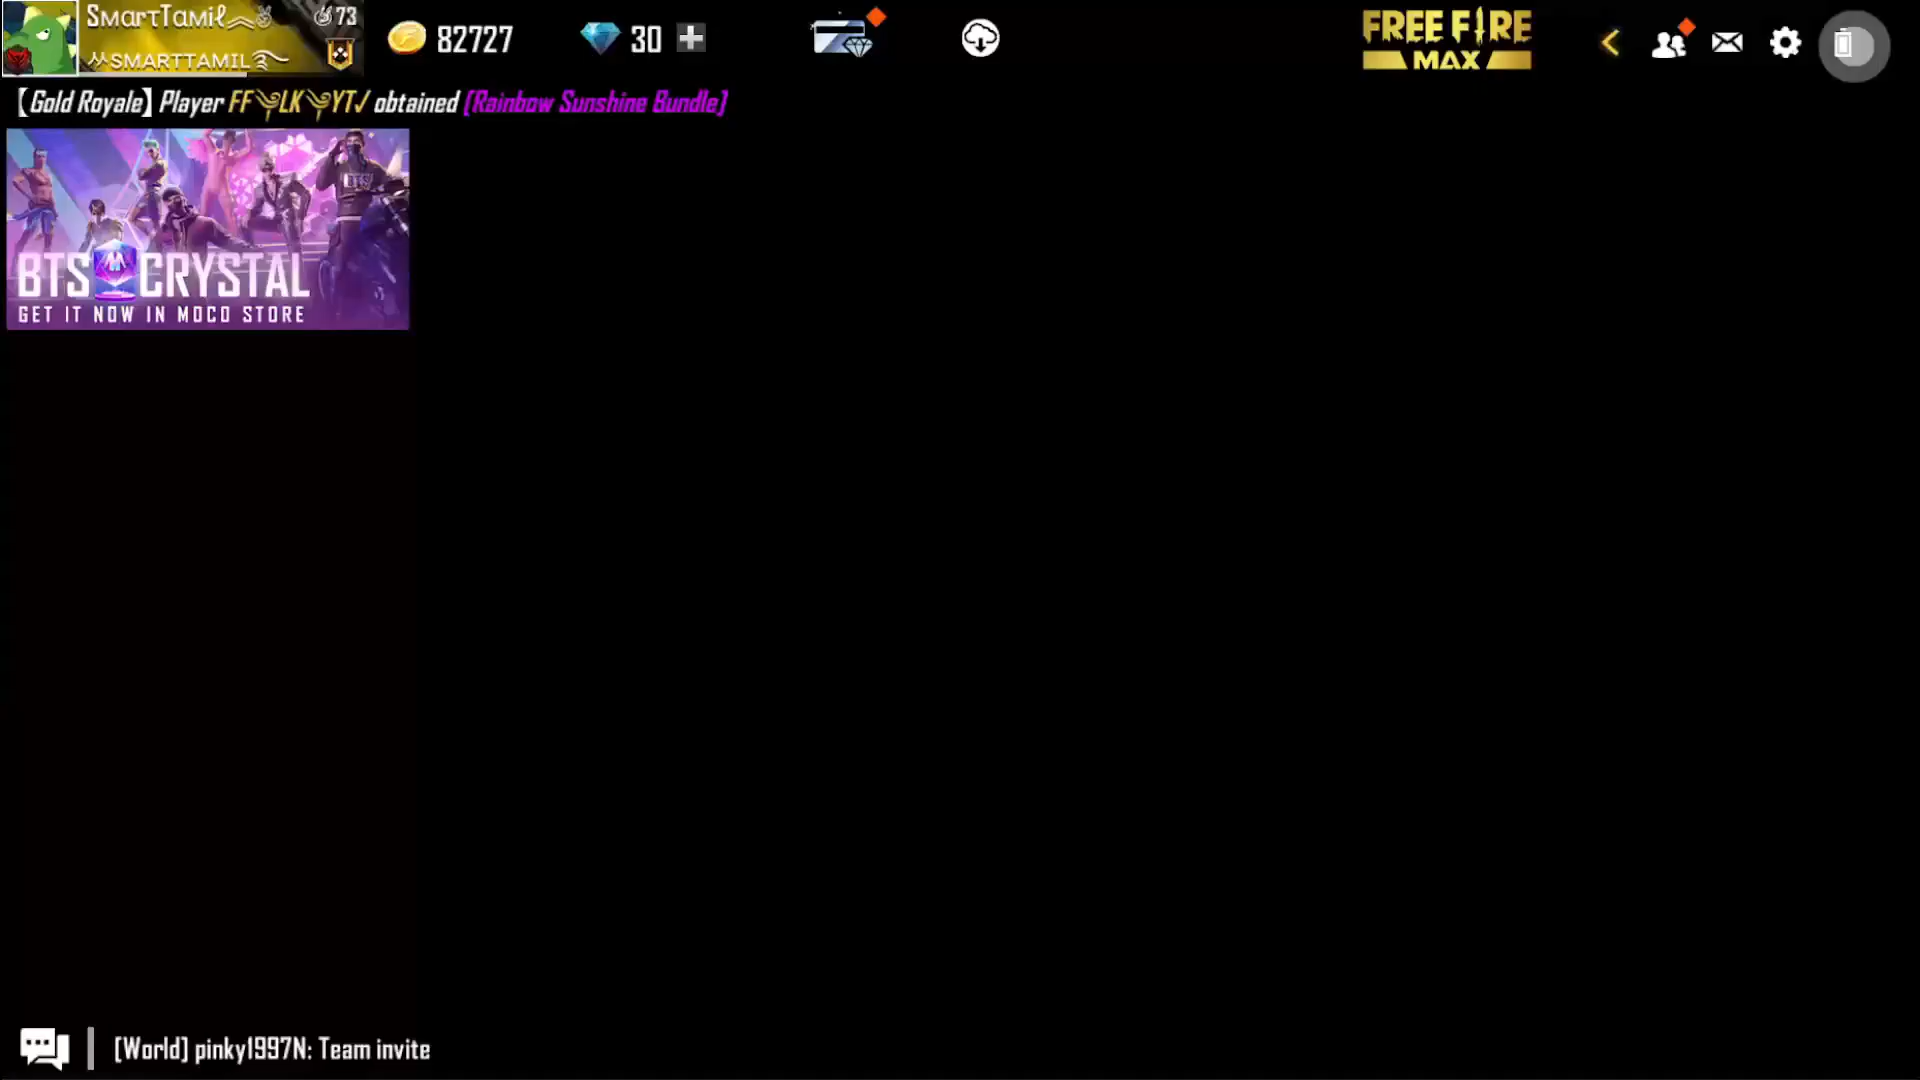 SmartTamil 73
SMARTTAMIL
82727
30
FREE FIRE
MAX
【Gold Royale】Player FF LK YT obtained [Rainbow Sunshine Bundle]
BTS
BTS CRYSTAL
GET IT NOW IN MOCO STORE
[World] pinky1997N: Team invite